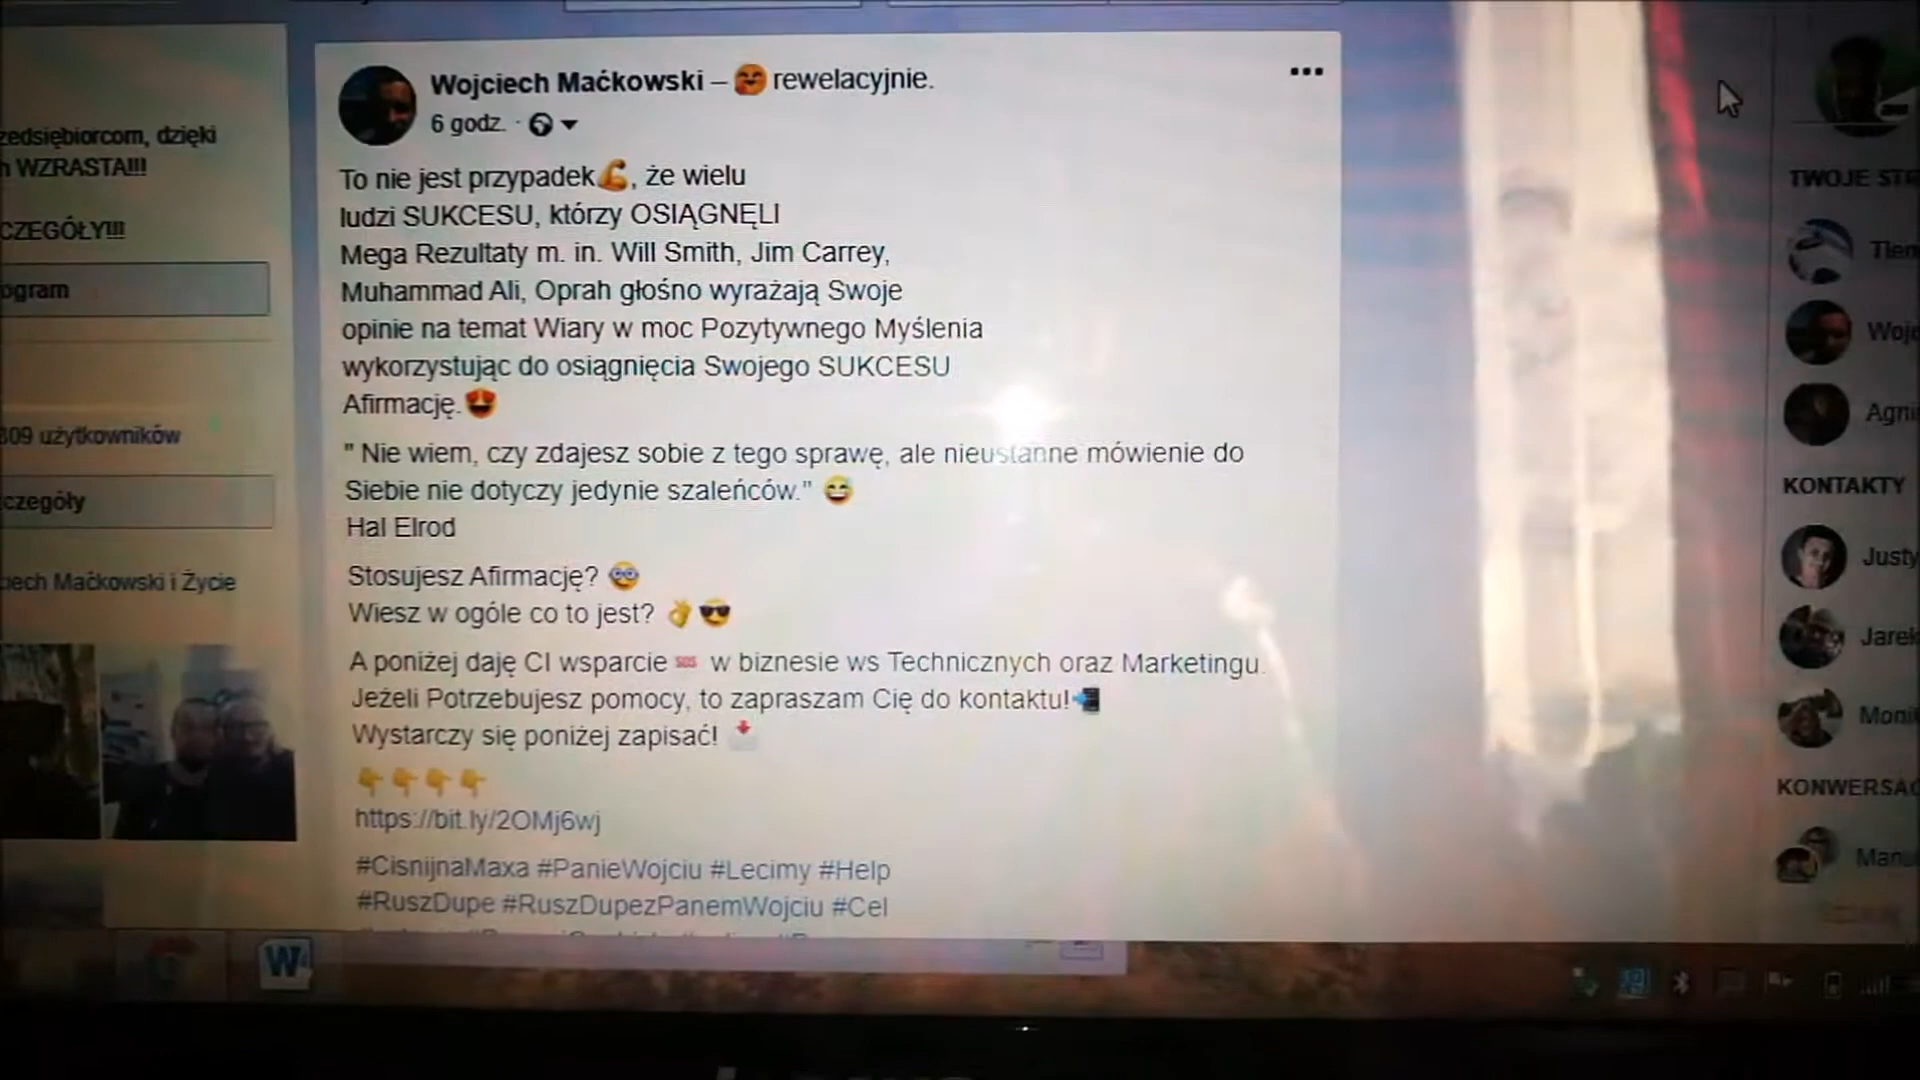 Wojciech Maćkowski – rewelacyjnie.
6 godz. ·
To nie jest przypadek💪, że wielu
ludzi SUKCESU, którzy OSIĄGNĘLI
Mega Rezultaty m. in. Will Smith, Jim Carrey,
Muhammad Ali, Oprah głośno wyrażają Swoje
opinie na temat Wiary w moc Pozytywnego Myślenia
wykorzystując do osiągnięcia Swojego SUKCESU
Afirmację.😍
" Nie wiem, czy zdajesz sobie z tego sprawę, ale nieustanne mówienie do
Siebie nie dotyczy jedynie szaleńców." 😅
Hal Elrod
Stosujesz Afirmację? 🤓
Wiesz w ogóle co to jest? 👌😎
A poniżej daję CI wsparcie 🆘 w biznesie ws Technicznych oraz Marketingu.
Jeżeli Potrzebujesz pomocy, to zapraszam Cię do kontaktu!📲
Wystarczy się poniżej zapisać! 📩
👇👇👇👇
https://bit.ly/2OMj6wj
#CisnijnaMaxa #PanieWojciu #Lecimy #Help
#RuszDupe #RuszDupezPanemWojciu #Cel
zedsiębiorcom, dzięki
WZRASTA!!!
CZEGÓŁY!!!
ogram
309 użytkowników
czegóły
iech Maćkowski i Życie
TWOJE
Wojc
Agni
KONTAKTY
Justy
Jarek
Moni
KONWERSAC
W